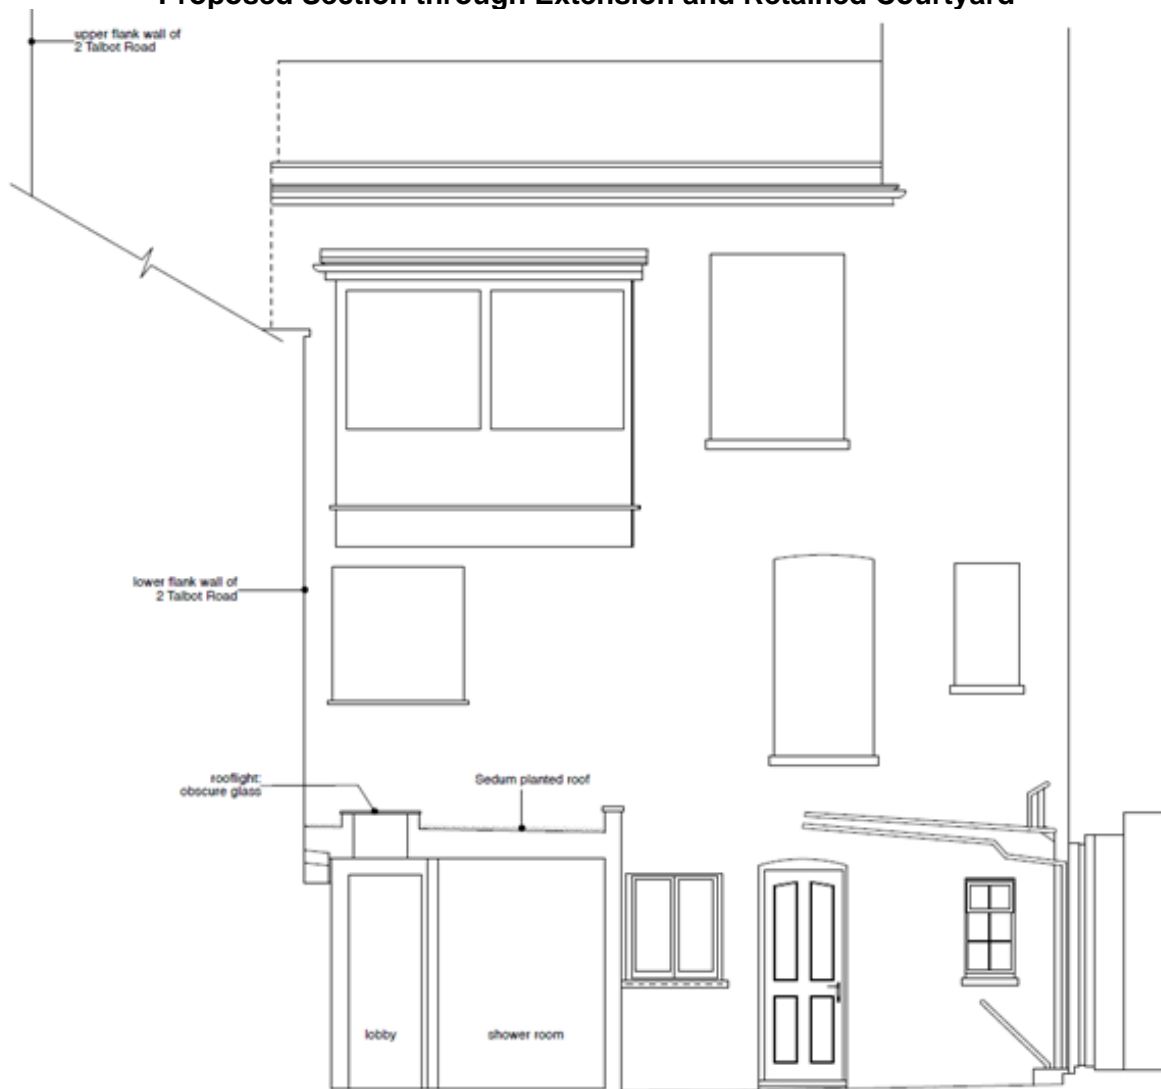 Proposed Section through Extension and Retained Courtyard
upper flank wall of
2 Talbot Road
lower flank wall of
2 Talbot Road
rooflight:
obscure glass
Sedum planted roof
lobby
shower room